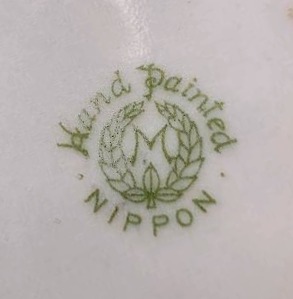 Hand Painted
M
· NIPPON ·